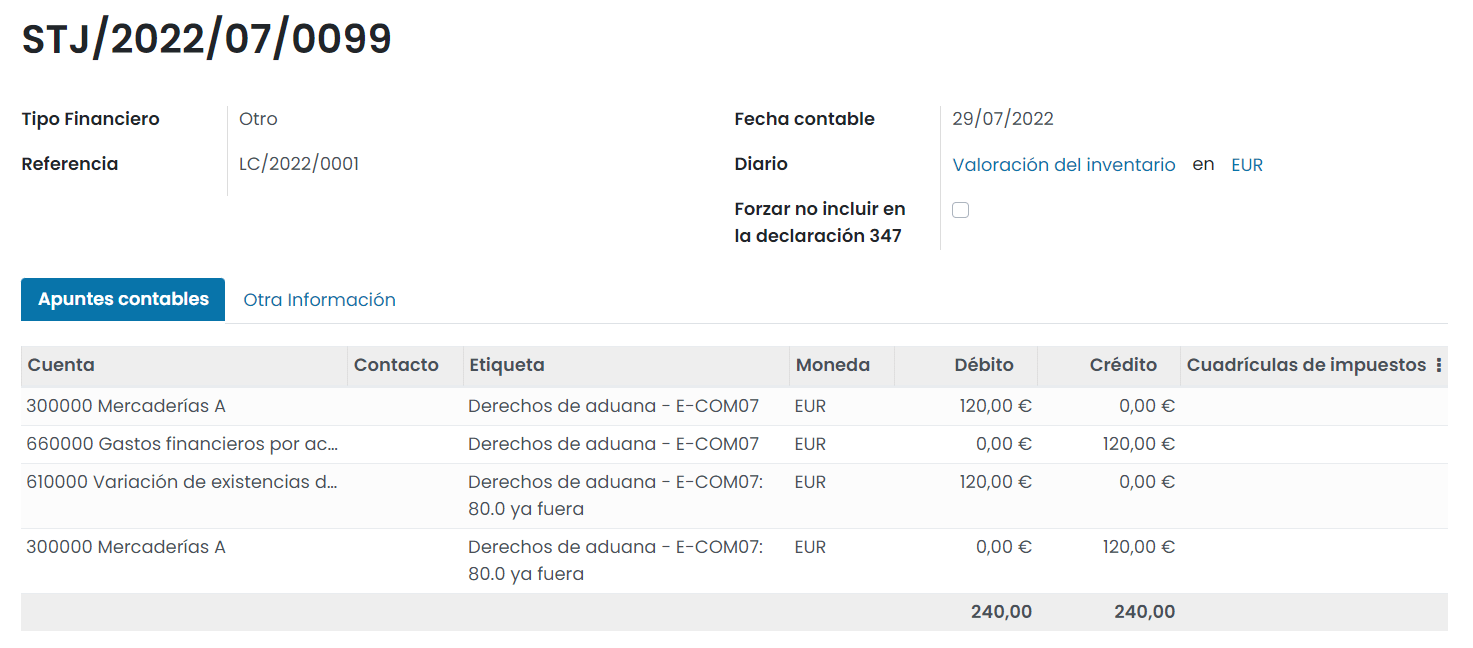 STJ/2022/07/0099
Tipo Financiero Otro
Referencia LC/2022/0001
Fecha contable 29/07/2022
Diario Valoración del inventario en EUR
Forzar no incluir en
la declaración 347
Apuntes contables Otra Información
Cuenta Contacto Etiqueta Moneda Débito Crédito Cuadrículas de impuestos
300000 Mercaderías A Derechos de aduana - E-COM07 EUR 120,00 € 0,00 €
660000 Gastos financieros por ac... Derechos de aduana - E-COM07 EUR 0,00 € 120,00 €
610000 Variación de existencias d... Derechos de aduana - E-COM07: EUR 120,00 € 0,00 €
80.0 ya fuera
300000 Mercaderías A Derechos de aduana - E-COM07: EUR 0,00 € 120,00 €
80.0 ya fuera
240,00 240,00